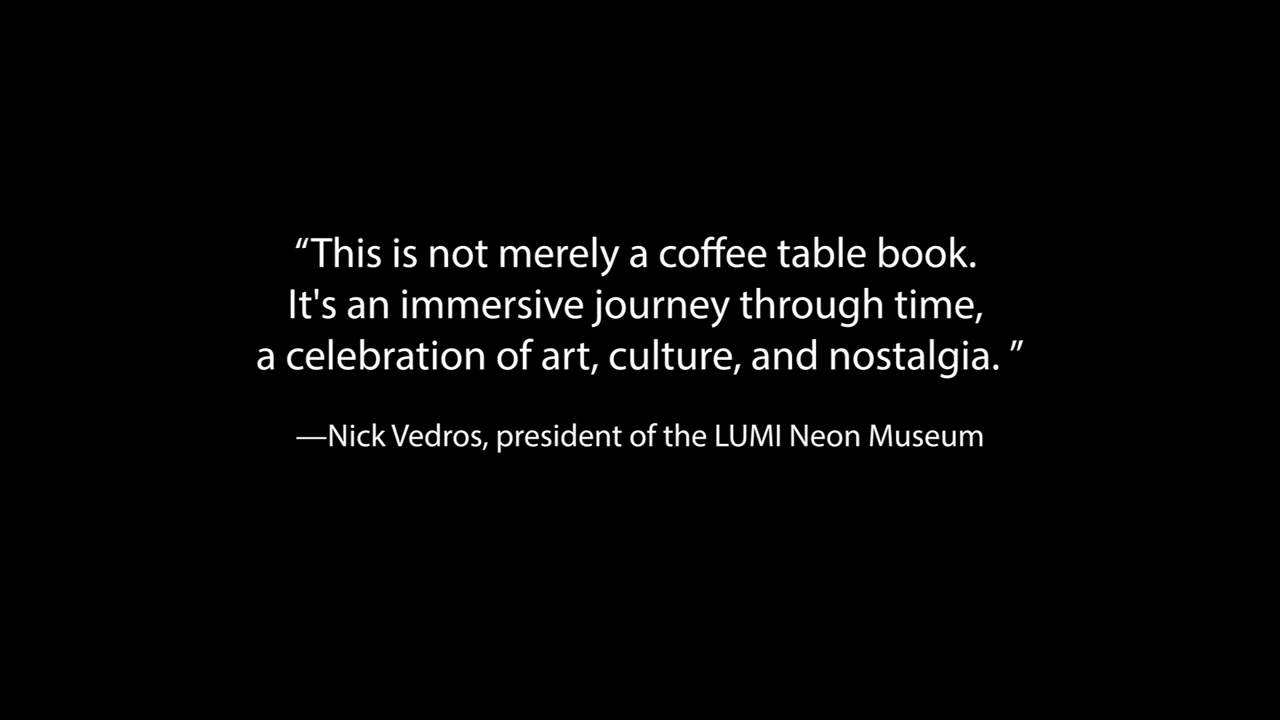 “This is not merely a coffee table book.
It's an immersive journey through time,
a celebration of art, culture, and nostalgia. ”
—Nick Vedros, president of the LUMI Neon Museum